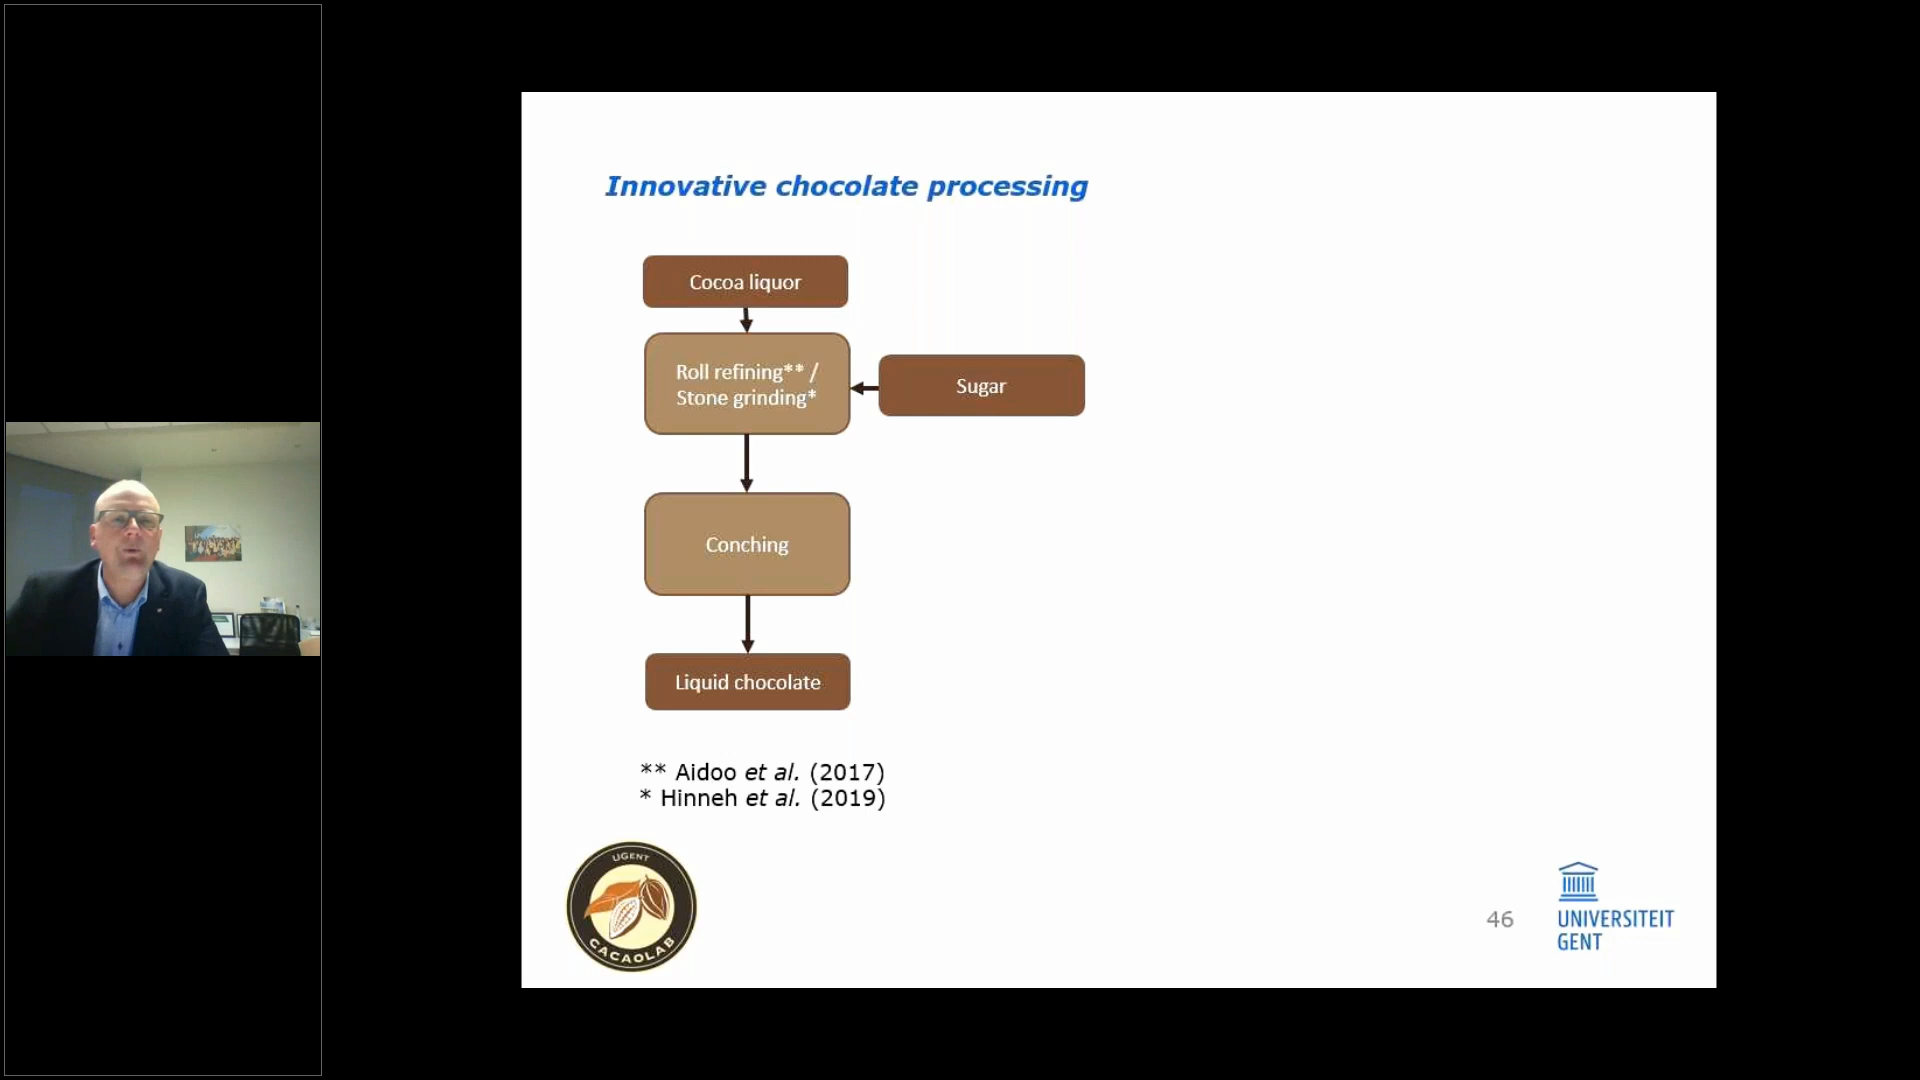 Innovative chocolate processing
Cocoa liquor
Roll refining** /
Stone grinding*
Sugar
Conching
Liquid chocolate
** Aidoo et al. (2017)
* Hinneh et al. (2019)
UGENT
CACAOLAB
46
UNIVERSITEIT
GENT